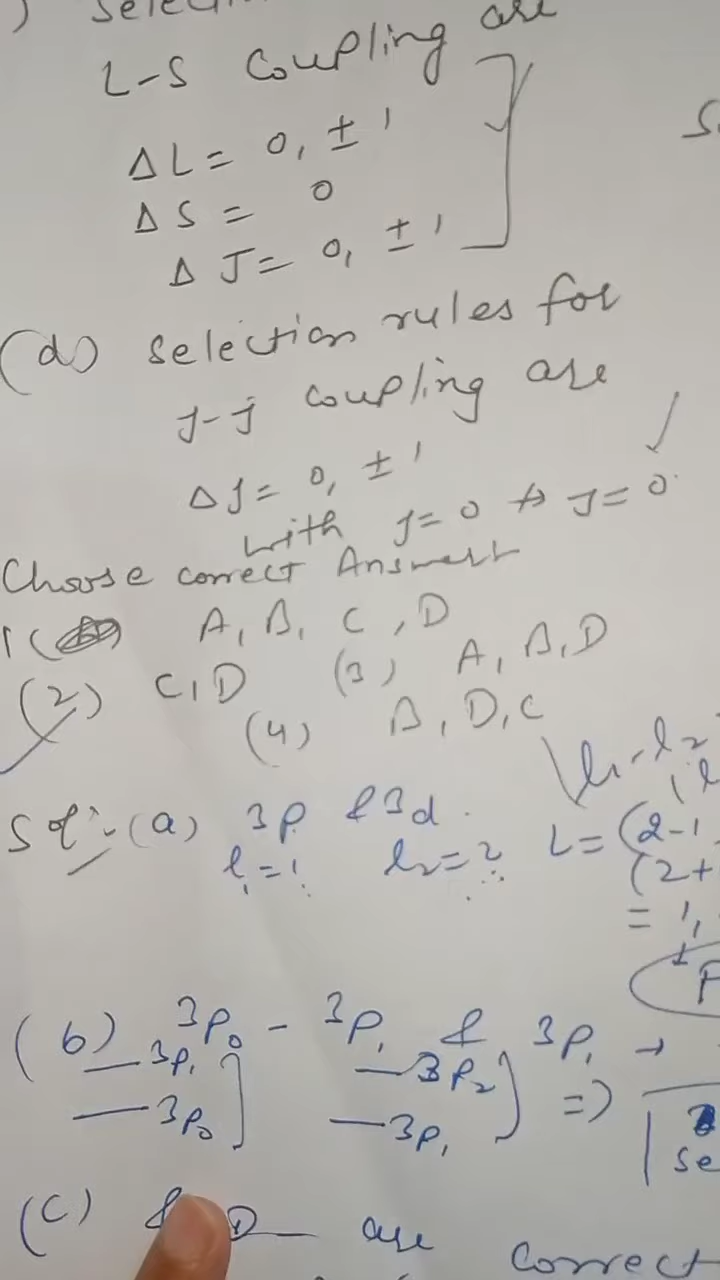 L-S Coupling are
ΔL = 0, ±1
ΔS = 0
ΔJ = 0, ±1
(d) Selection rules for
J-J coupling are
ΔJ = 0, ±1
with J=0 ↛ J=0
Choose correct Answer
1( ) A, B, C, D
(2) C, D (3) A, B, D
(4) B, D, C
Sol:- (a) 3p & 3d.
l₁=1 l₂=2 L = (2-1
(2+
= 1,
(b) ³P₀ - ³P₁ & ³P₁ →
³P₁ ³P₂ ⇒
³P₀ ³P₁
(C) & D are correct